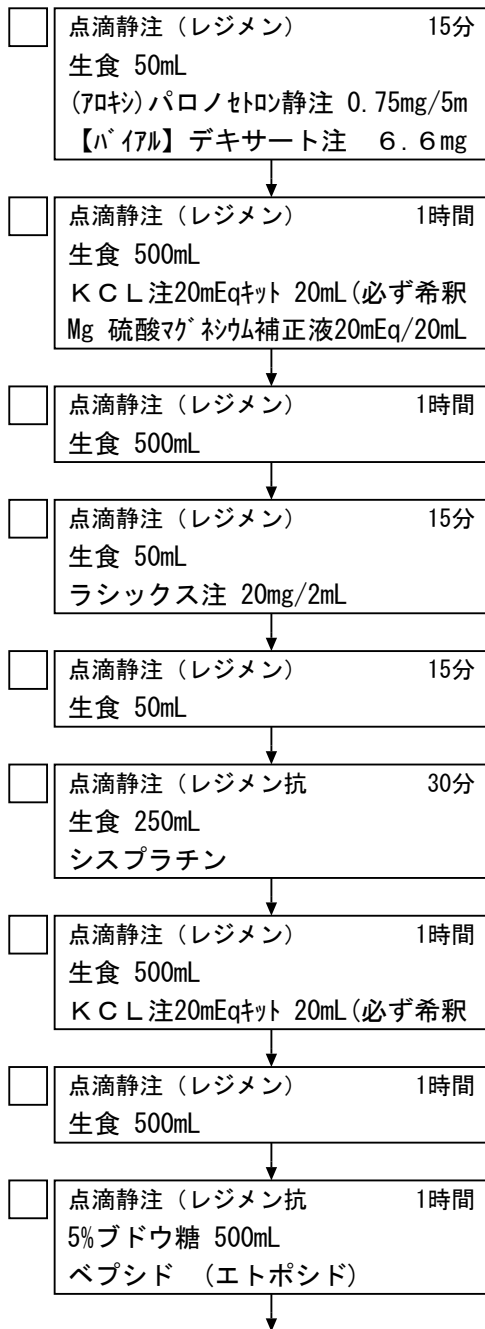 点滴静注（レジメン） 15分
生食 50mL
(ｱﾛｷｼ)パロノｾﾄﾛﾝ静注 0.75mg/5m
【ﾊﾞｲｱﾙ】デキサート注 ６.６mg
点滴静注（レジメン） 1時間
生食 500mL
ＫＣＬ注20mEqｷｯﾄ 20mL(必ず希釈
Mg 硫酸ﾏｸﾞﾈｼｳﾑ補正液20mEq/20mL
点滴静注（レジメン） 1時間
生食 500mL
点滴静注（レジメン） 15分
生食 50mL
ラシックス注 20mg/2mL
点滴静注（レジメン） 15分
生食 50mL
点滴静注（レジメン抗 30分
生食 250mL
シスプラチン
点滴静注（レジメン） 1時間
生食 500mL
ＫＣＬ注20mEqｷｯﾄ 20mL(必ず希釈
点滴静注（レジメン） 1時間
生食 500mL
点滴静注（レジメン抗 1時間
5%ブドウ糖 500mL
ベプシド （エトポシド）